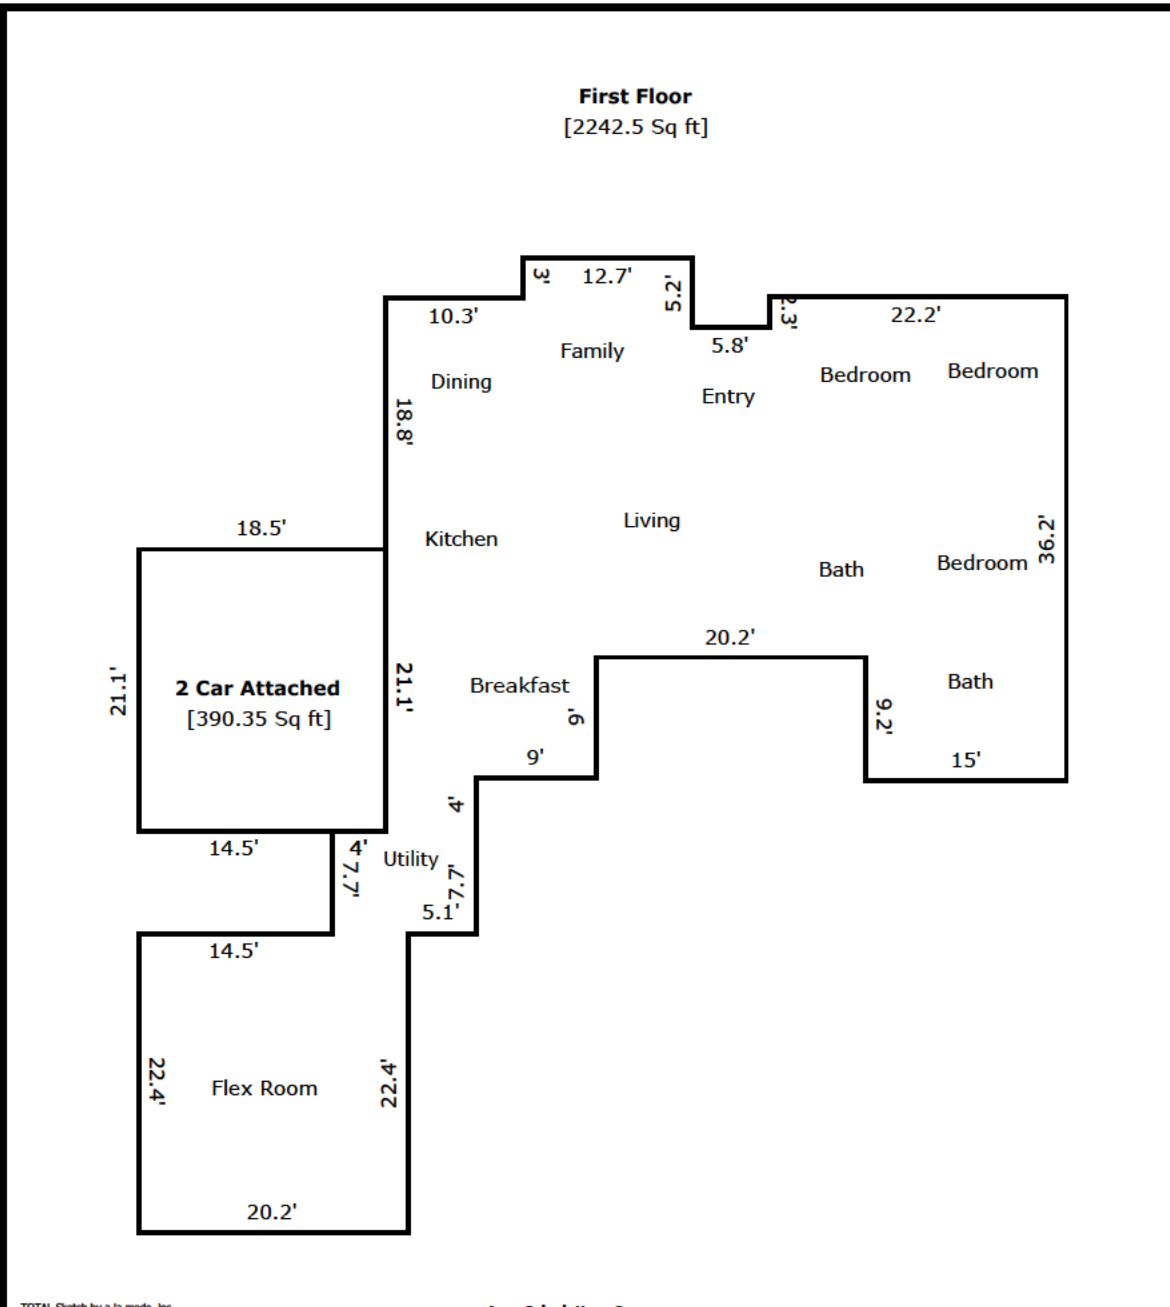 First Floor
[2242.5 Sq ft]
3'
12.7'
5.2'
10.3'
2.3'
22.2'
5.8'
Family
Dining
Entry
Bedroom
Bedroom
18.8'
18.5'
Kitchen
Living
36.2'
Bath
Bedroom
20.2'
21.1'
2 Car Attached
[390.35 Sq ft]
21.1'
Breakfast
9'
9.2'
Bath
9'
15'
4'
14.5'
4'
7.7'
Utility
7.7'
5.1'
14.5'
22.4'
Flex Room
22.4'
20.2'